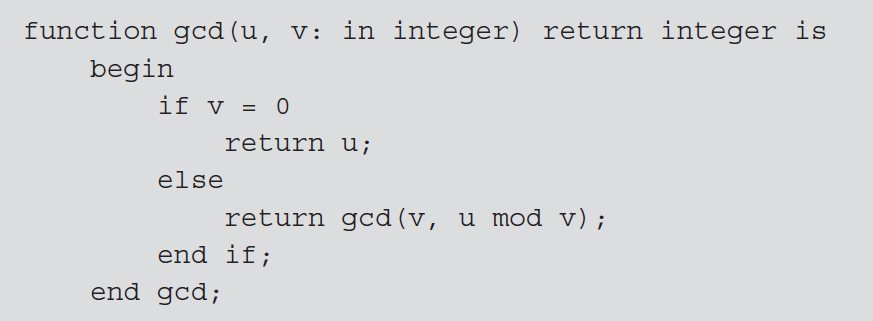 function gcd(u, v: in integer) return integer is
begin
if v = 0
return u;
else
return gcd(v, u mod v);
end if;
end gcd;